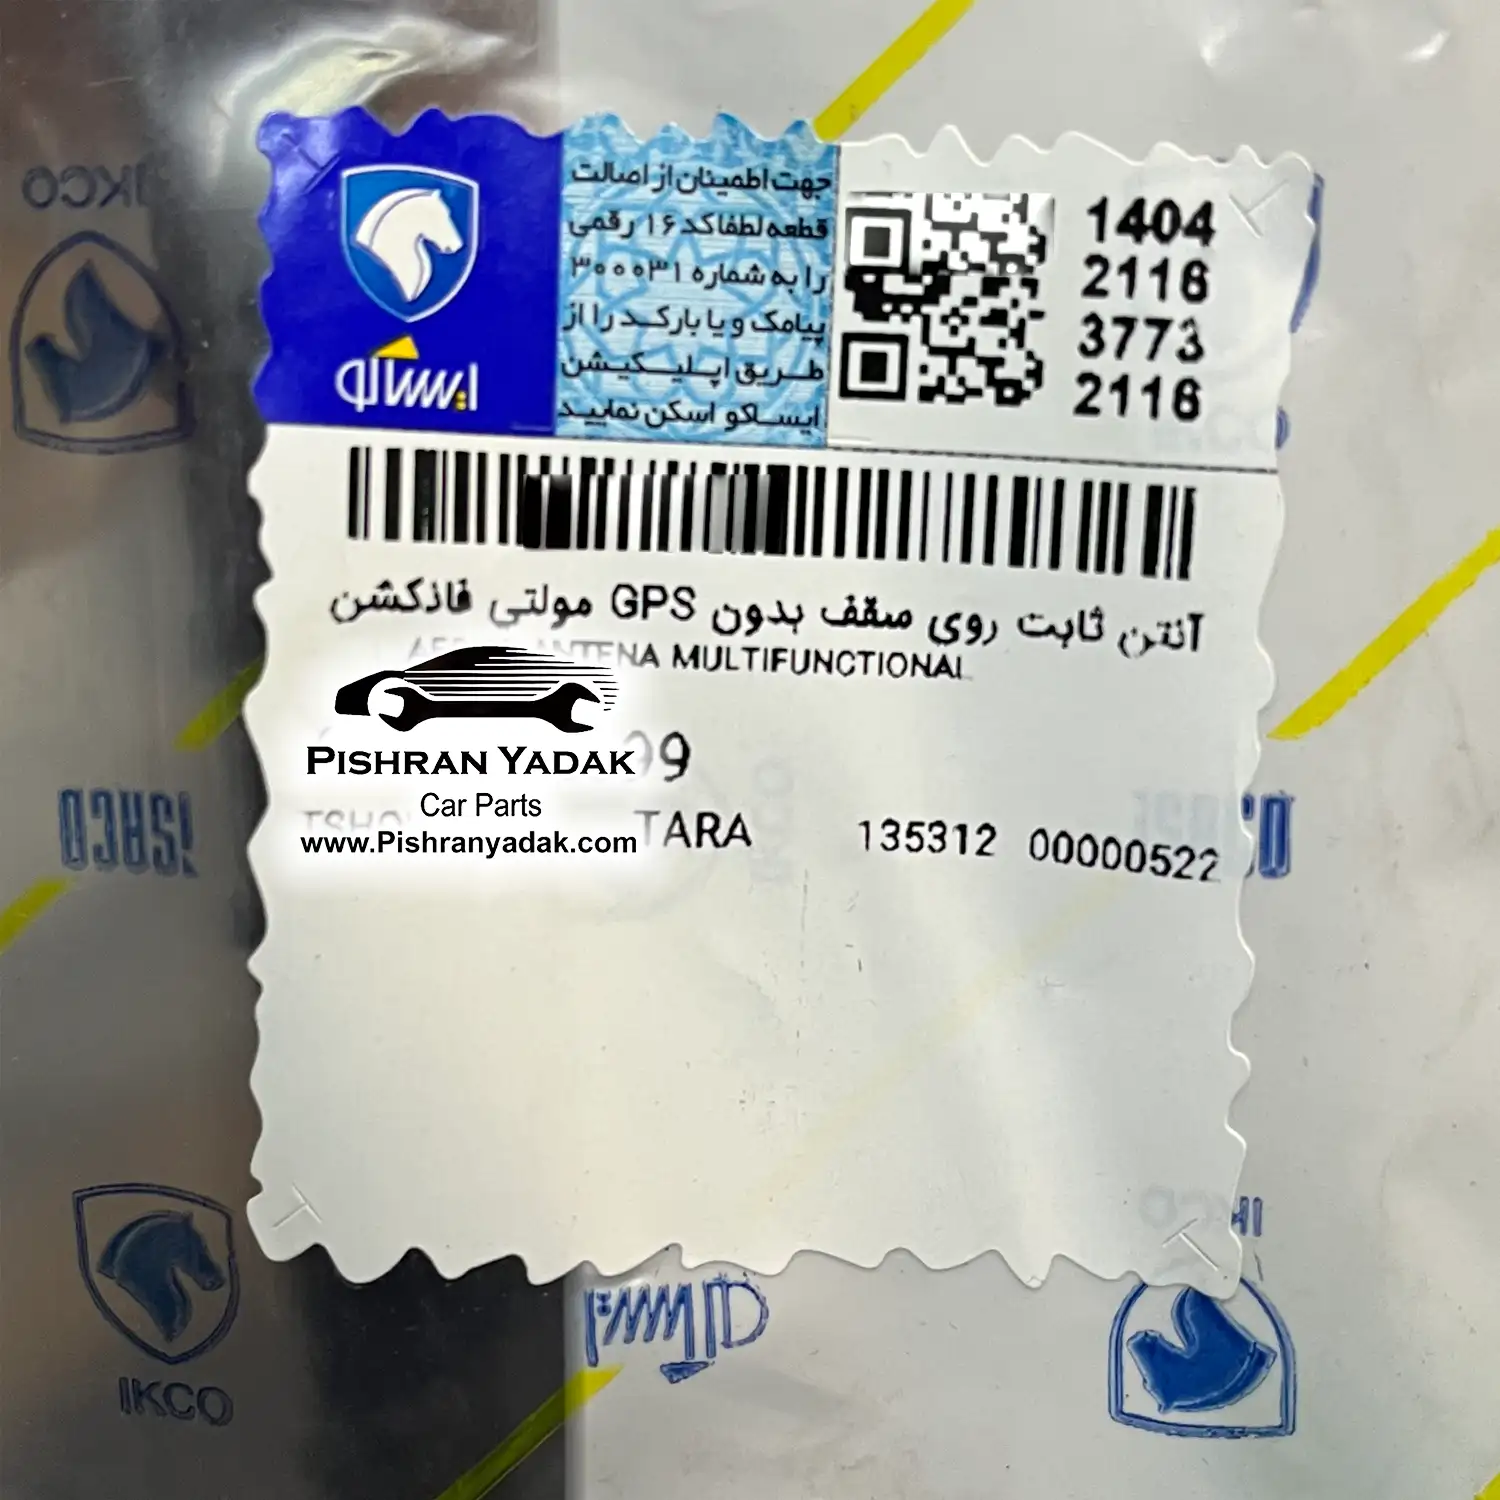 جهت اطمینان از اصالت
قطعه لطفا کد ۱۶ رقمی
را به شماره ۳۰۰۰۳۱
پیامک و یا بارکد را از
طریق اپلیکیشن
ایساکو اسکن نمایید
1404
2116
3773
2116
ایساکو
آنتن ثابت روی سقف بدون GPS مولتی فانکشن
MULTIFUNCTIONAL
PISHRAN YADAK
Car Parts
www.Pishranyadak.com
TARA 135312 00000522
IKCO
ISACO
IKCO
ایساکو